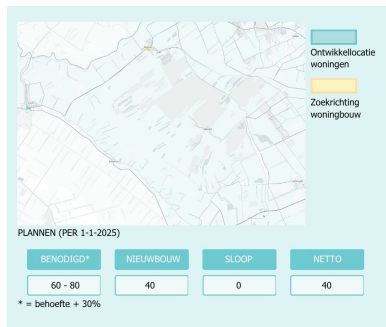 Ontwikkellocatie
woningen
Zoekrichting
woningbouw
PLANNEN (PER 1-1-2025)
BENODIGD* NIEUWBOUW SLOOP NETTO
60 - 80 40 0 40
* = behoefte + 30%